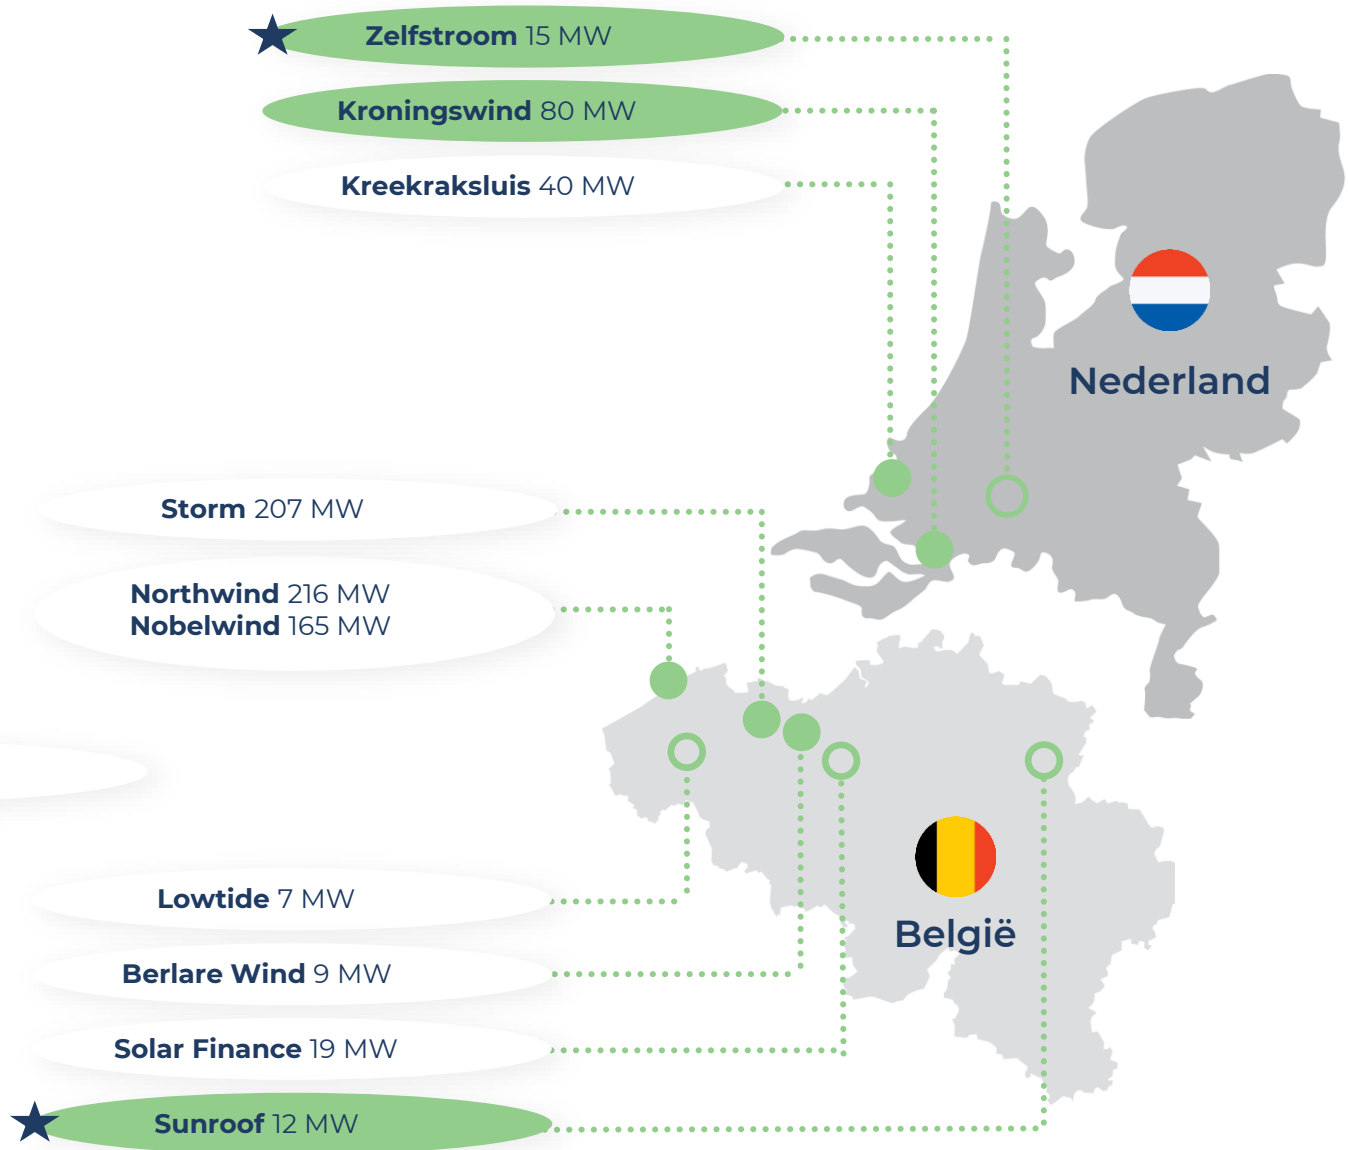 Zelfstroom 15 MW
Kroningswind 80 MW
Kreekraksluis 40 MW
Nederland
Storm 207 MW
Northwind 216 MW
Nobelwind 165 MW
Lowtide 7 MW
België
Berlare Wind 9 MW
Solar Finance 19 MW
Sunroof 12 MW